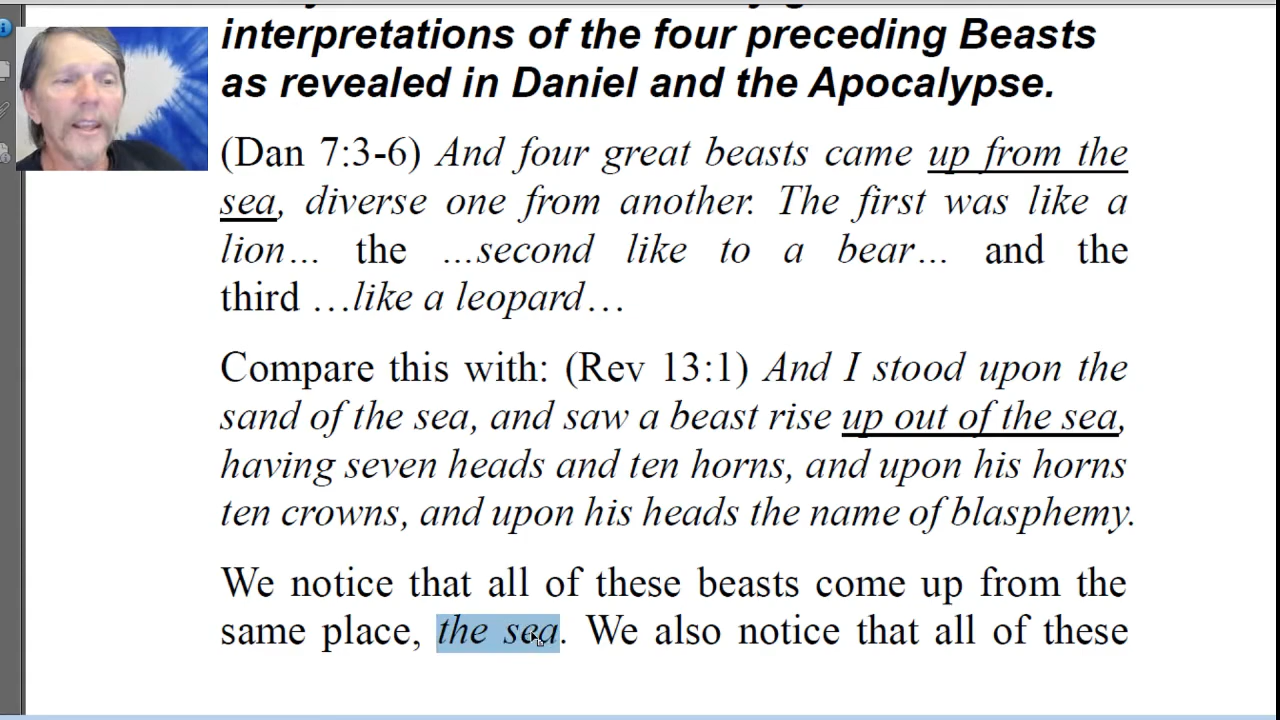 interpretations of the four preceding Beasts
as revealed in Daniel and the Apocalypse.
(Dan 7:3-6) And four great beasts came up from the
sea, diverse one from another. The first was like a
lion… the …second like to a bear… and the
third …like a leopard…
Compare this with: (Rev 13:1) And I stood upon the
sand of the sea, and saw a beast rise up out of the sea,
having seven heads and ten horns, and upon his horns
ten crowns, and upon his heads the name of blasphemy.
We notice that all of these beasts come up from the
same place, the sea. We also notice that all of these